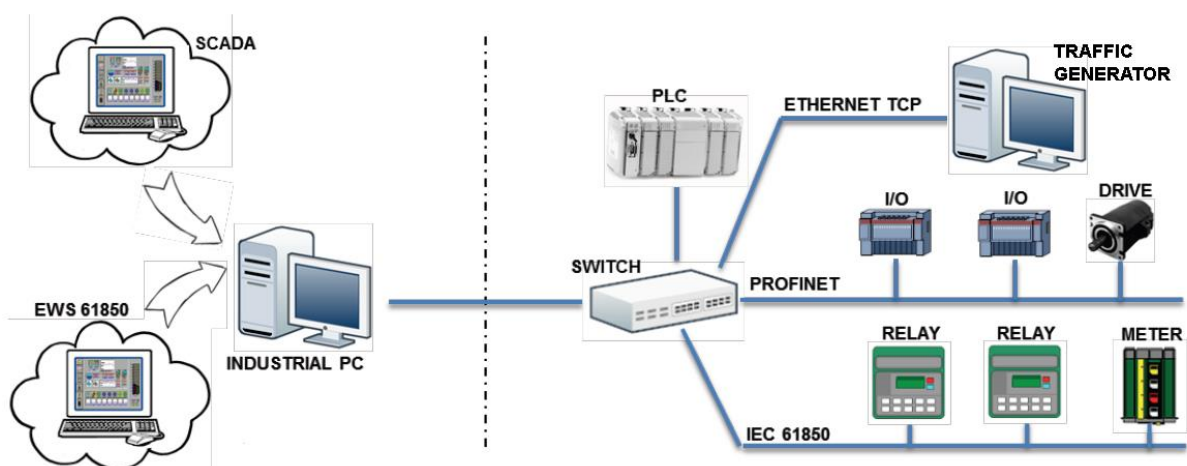 SCADA
TRAFFIC
GENERATOR
PLC
ETHERNET TCP
I/O
I/O
DRIVE
SWITCH
PROFINET
EWS 61850
INDUSTRIAL PC
RELAY
RELAY
METER
IEC 61850